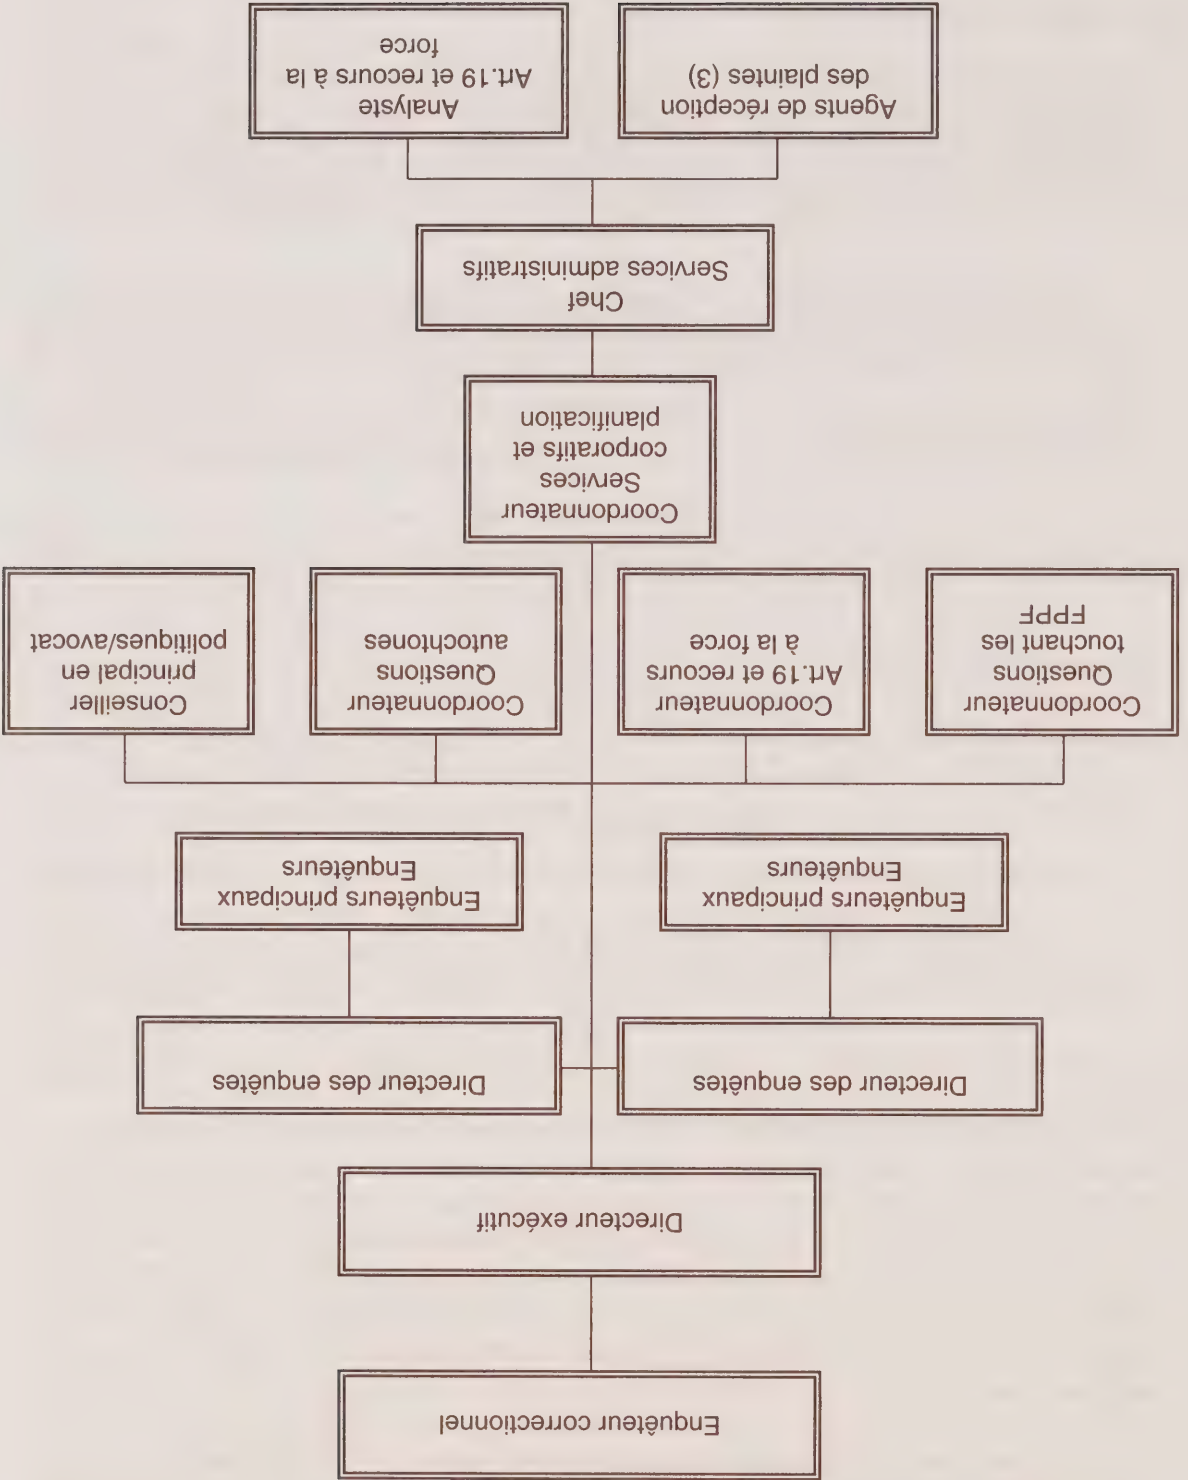 Enquêteur correctionnel
Directeur exécutif
Directeur des enquêtes
Directeur des enquêtes
Enquêteurs principaux
Enquêteurs
Enquêteurs principaux
Enquêteurs
Coordonnateur
Questions
touchant les
FPPF
Coordonnateur
Art.19 et recours
à la force
Coordonnateur
Questions
autochtones
Conseiller
principal en
politiques/avocat
Coordonnateur
Services
corporatifs et
planification
Chef
Services administratifs
Agents de réception
des plaintes (3)
Analyste
Art.19 et recours à la
force